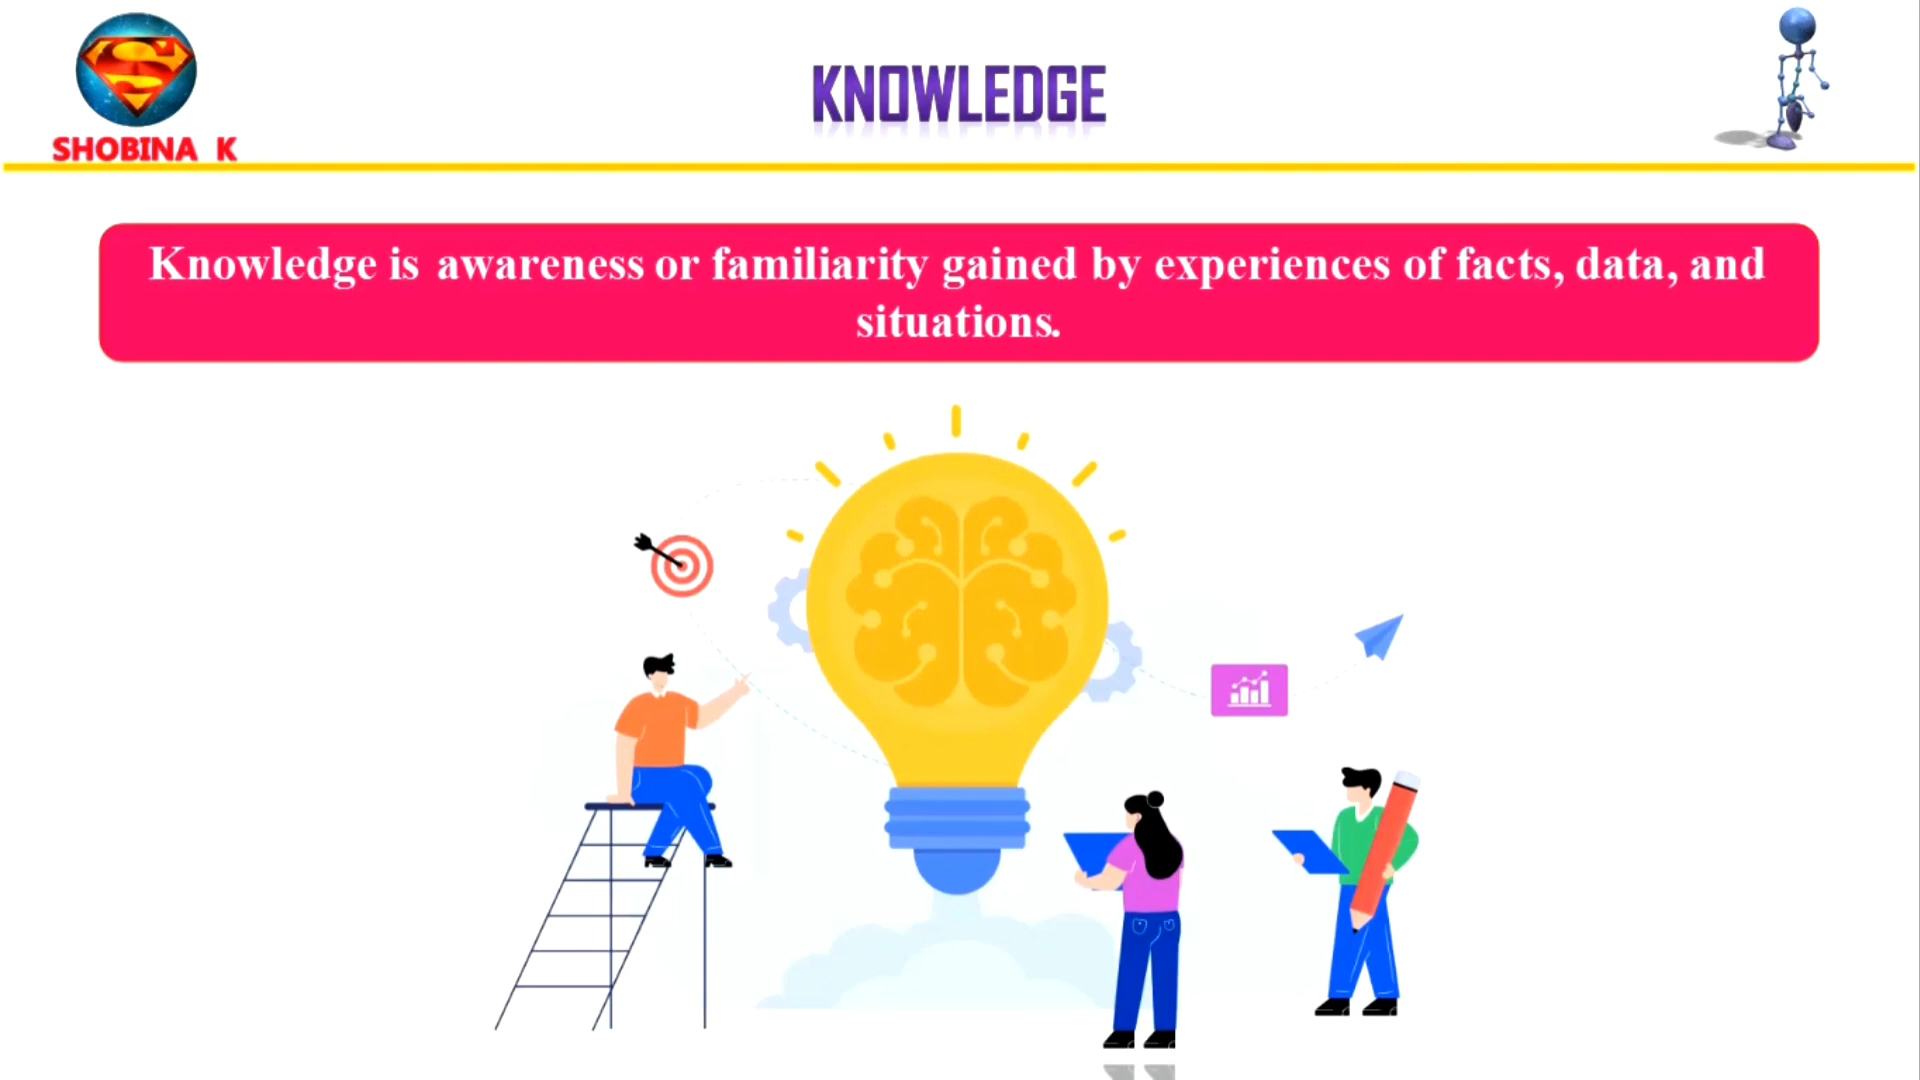 KNOWLEDGE
SHOBINA K
Knowledge is awareness or familiarity gained by experiences of facts, data, and
situations.